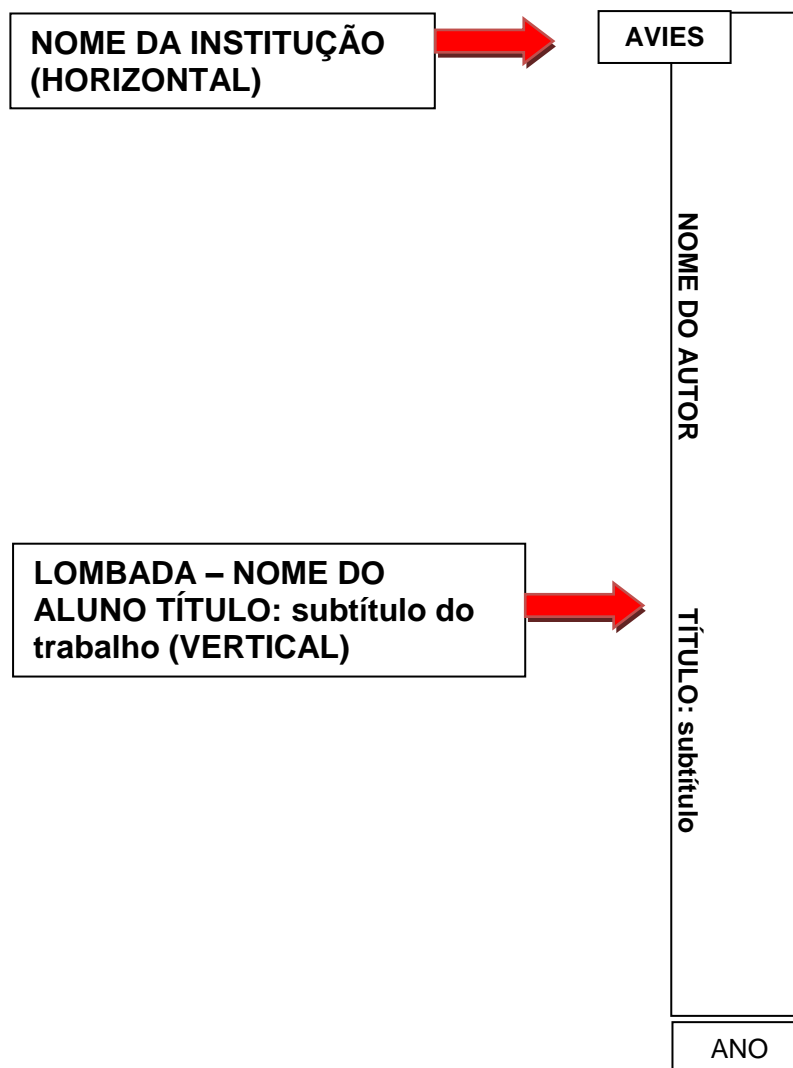 NOME DA INSTITUÇÃO
(HORIZONTAL)
AVIES
NOME DO AUTOR
LOMBADA – NOME DO
ALUNO TÍTULO: subtítulo do
trabalho (VERTICAL)
TÍTULO: subtítulo
ANO